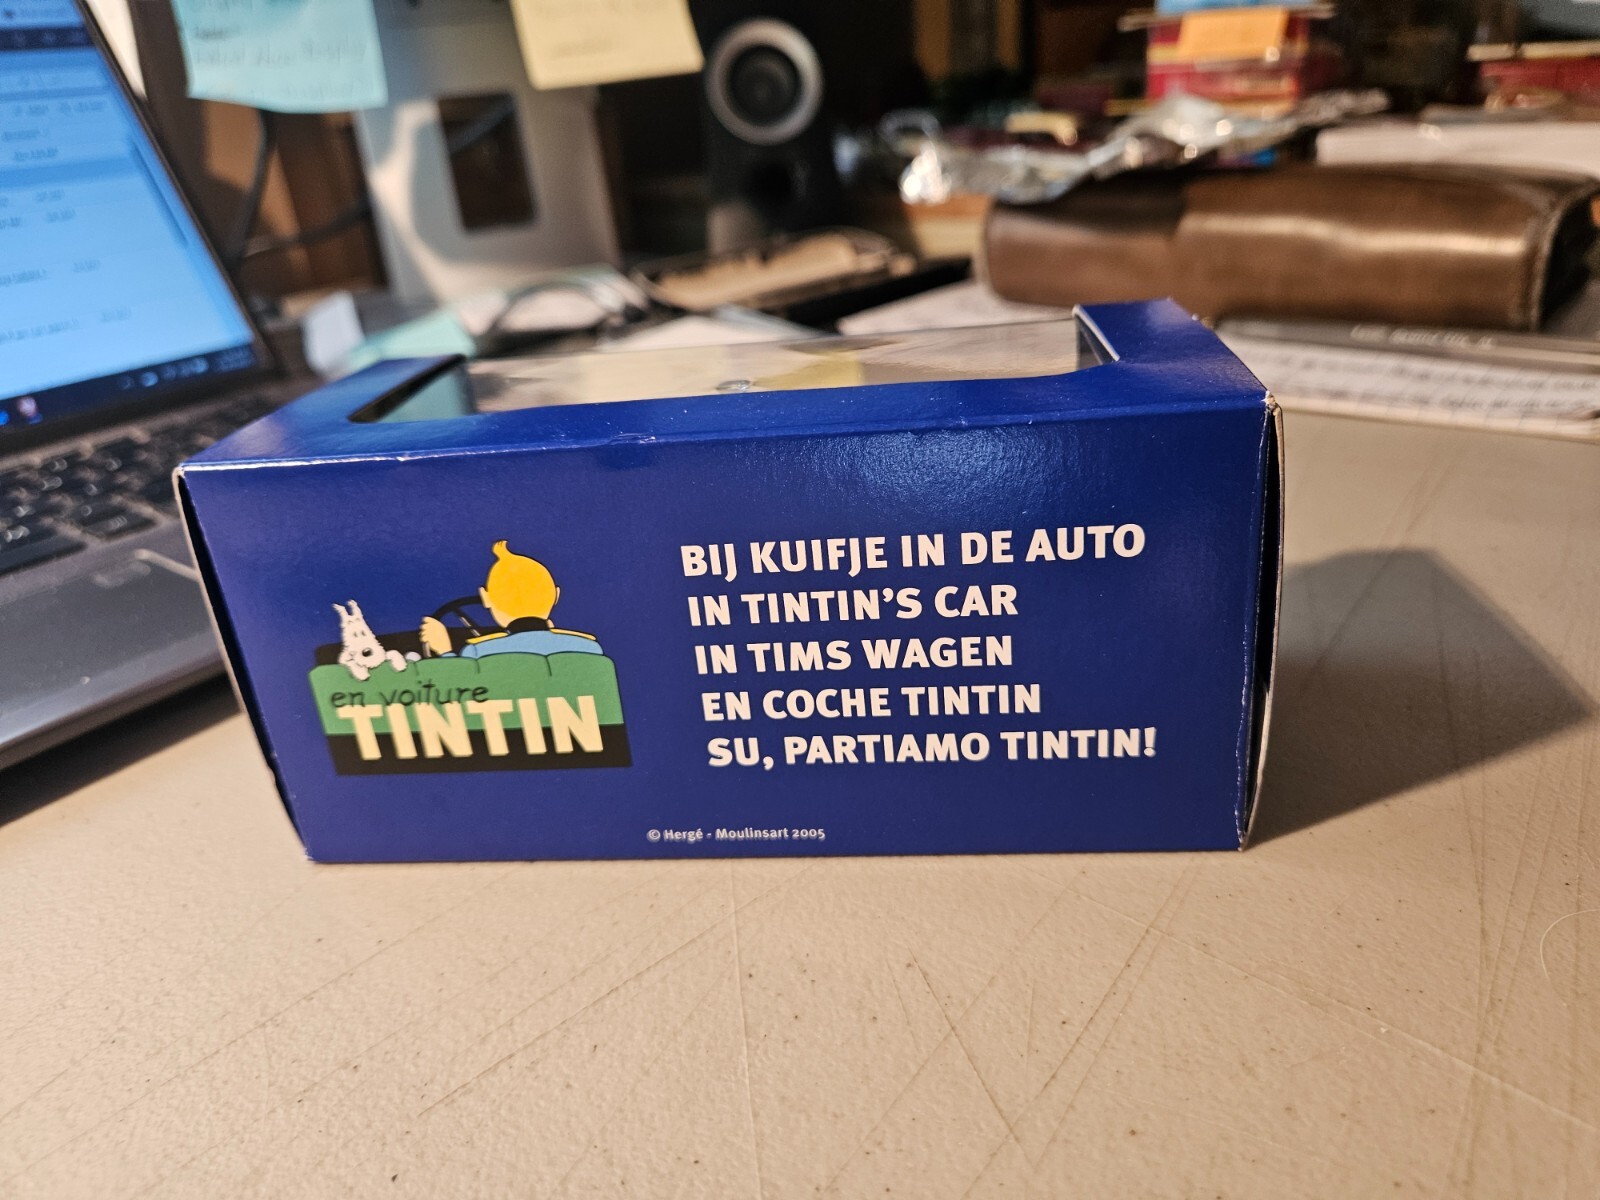 BIJ KUIFJE IN DE AUTO
IN TINTIN'S CAR
IN TIMS WAGEN
EN COCHE TINTIN
SU, PARTIAMO TINTIN!
en voiture
TINTIN
© Hergé - Moulinsart 2005